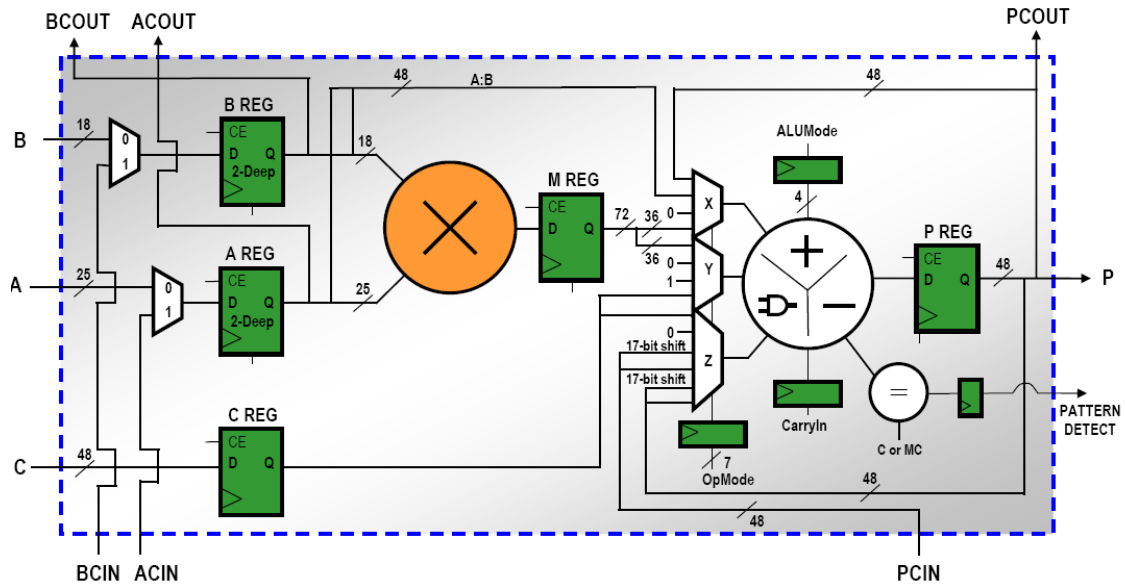 BCOUT ACOUT PCOUT
48 A:B 48
B REG
B 18 0 CE ALUMode
1 D Q 18
2-Deep
M REG
CE X 4
0
D Q 72 36 + P REG
A REG 36 Y CE
A 25 0 CE 0 D Q 48 P
1 D Q 25 1
2-Deep
0
17-bit shift Z
17-bit shift =
C REG CarryIn PATTERN
CE C or MC DETECT
C 48 D Q 7
OpMode 48
48
BCIN ACIN PCIN